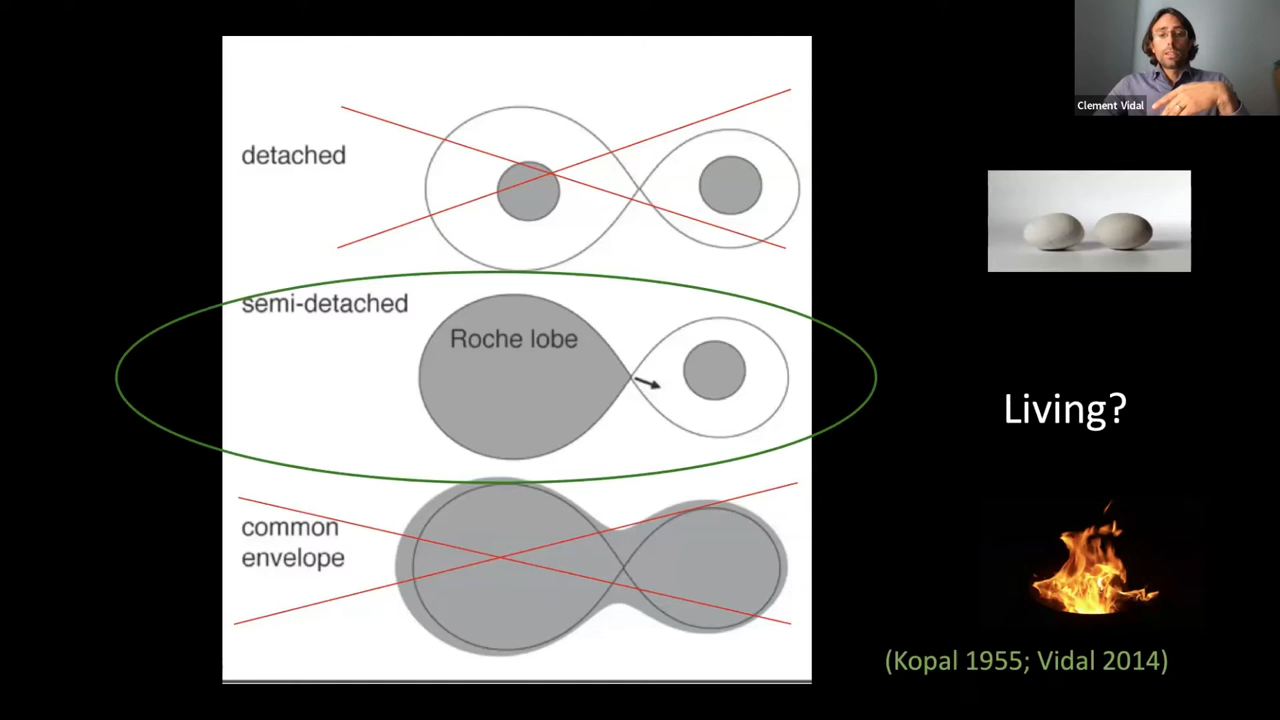 Clement Vidal
detached
semi-detached
Roche lobe
Living?
common
envelope
(Kopal 1955; Vidal 2014)